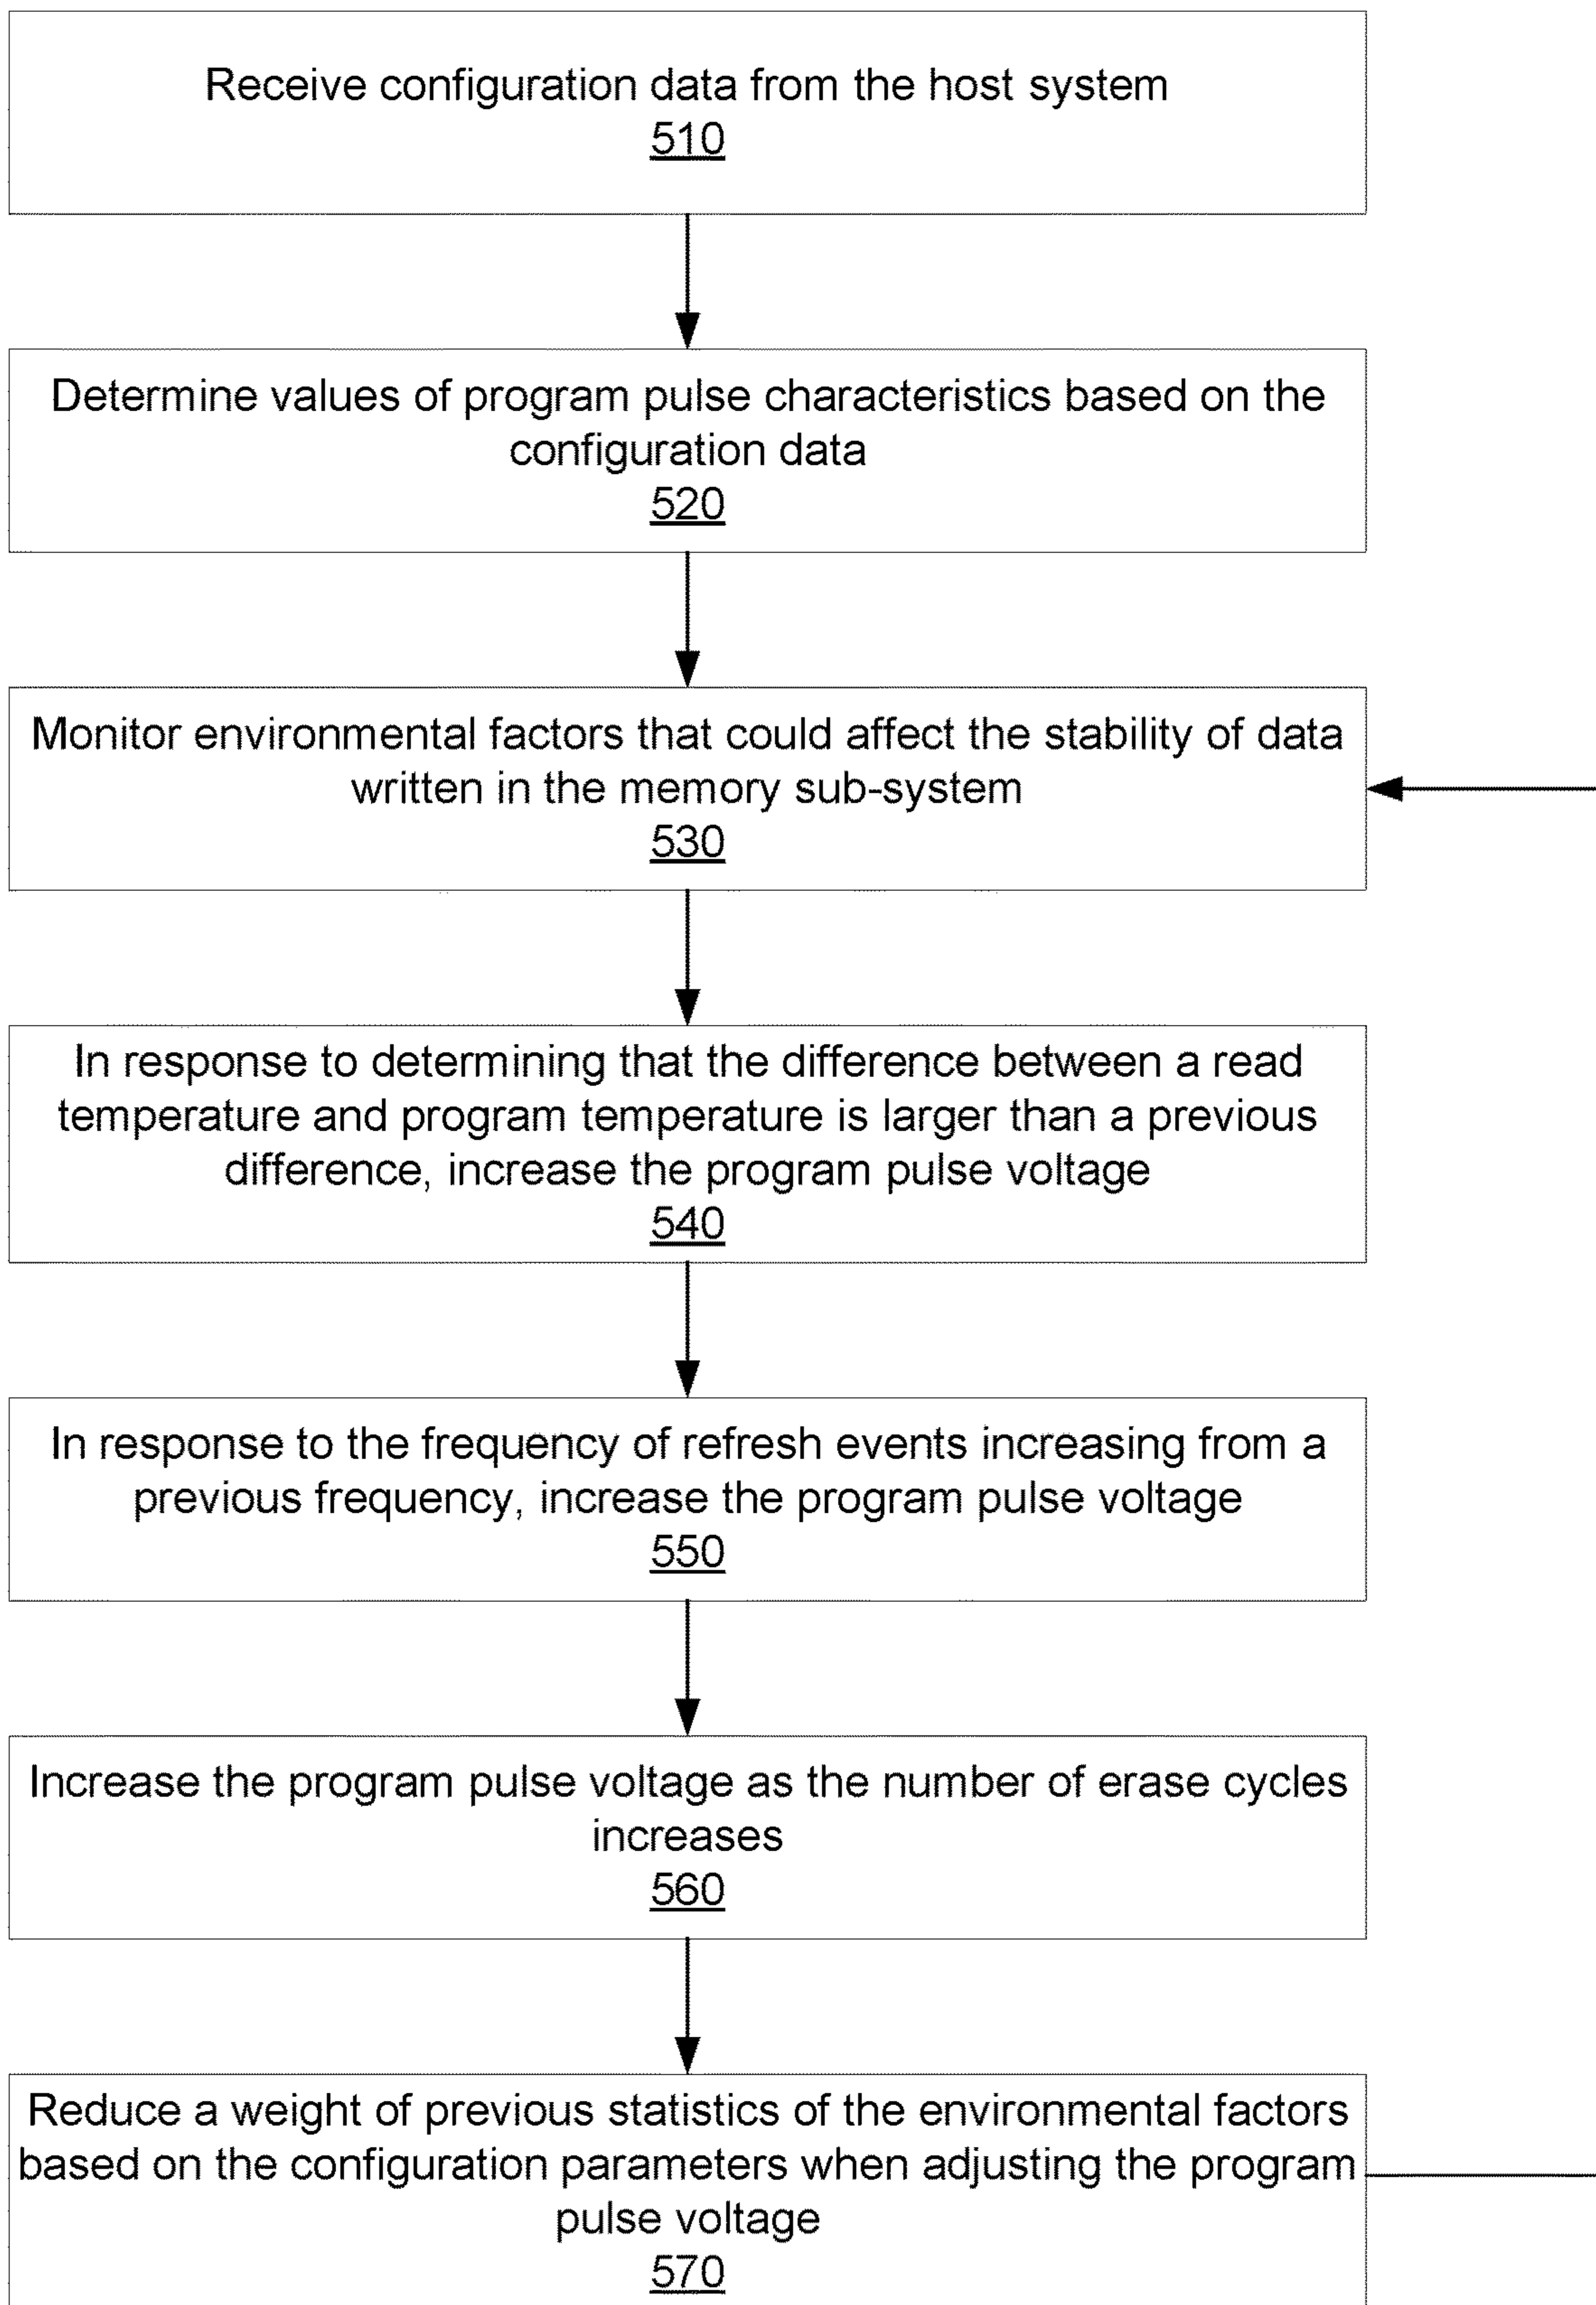 Receive configuration data from the host system
510
Determine values of program pulse characteristics based on the
configuration data
520
Monitor environmental factors that could affect the stability of data
written in the memory sub-system
530
In response to determining that the difference between a read
temperature and program temperature is larger than a previous
difference, increase the program pulse voltage
540
In response to the frequency of refresh events increasing from a
previous frequency, increase the program pulse voltage
550
Increase the program pulse voltage as the number of erase cycles
increases
560
Reduce a weight of previous statistics of the environmental factors
based on the configuration parameters when adjusting the program
pulse voltage
570